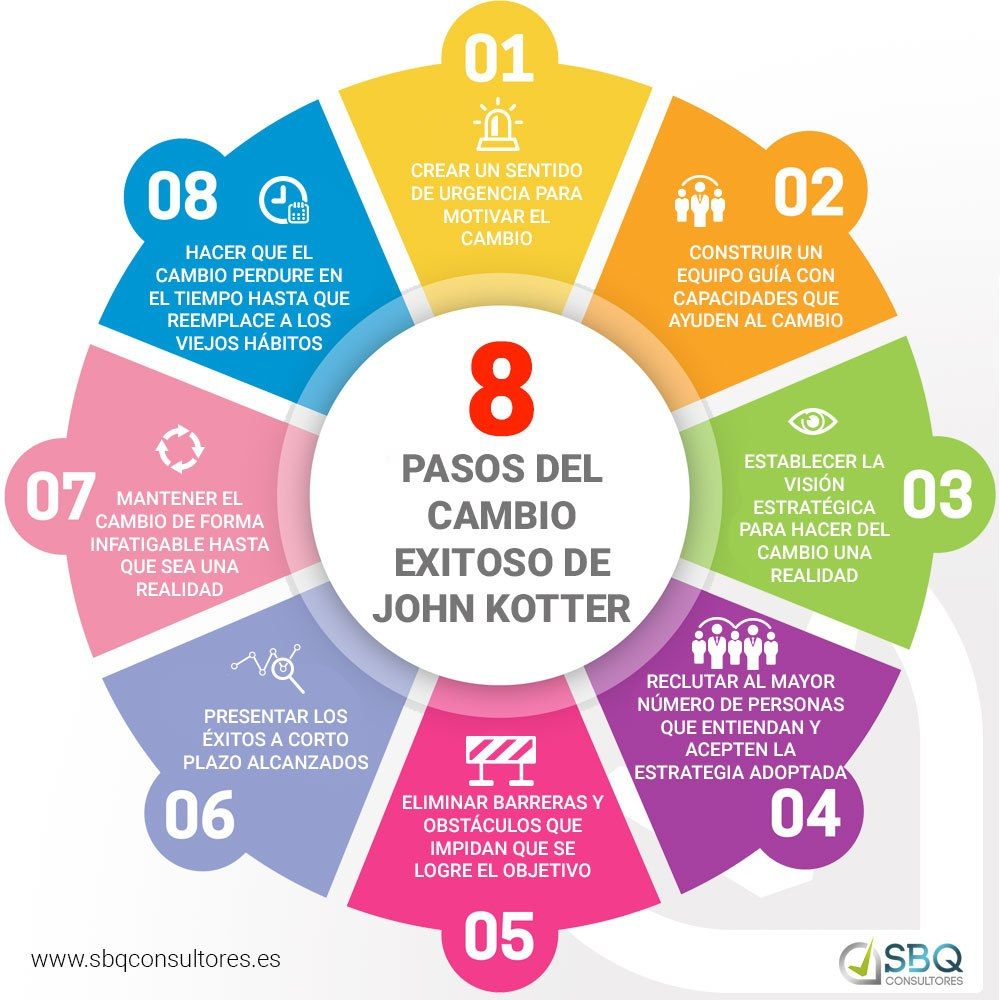 8
PASOS DEL
CAMBIO
EXITOSO DE
JOHN KOTTER
01
CREAR UN SENTIDO
DE URGENCIA PARA
MOTIVAR EL
CAMBIO
02
CONSTRUIR UN
EQUIPO GUÍA CON
CAPACIDADES QUE
AYUDEN AL CAMBIO
03
ESTABLECER LA
VISIÓN
ESTRATÉGICA
PARA HACER DEL
CAMBIO UNA
REALIDAD
04
RECLUTAR AL MAYOR
NÚMERO DE PERSONAS
QUE ENTIENDAN Y
ACEPTEN LA
ESTRATEGIA ADOPTADA
05
ELIMINAR BARRERAS Y
OBSTÁCULOS QUE
IMPIDAN QUE SE
LOGRE EL OBJETIVO
06
PRESENTAR LOS
ÉXITOS A CORTO
PLAZO ALCANZADOS
07
MANTENER EL
CAMBIO DE FORMA
INFATIGABLE HASTA
QUE SEA UNA
REALIDAD
08
HACER QUE EL
CAMBIO PERDURE EN
EL TIEMPO HASTA QUE
REEMPLACE A LOS
VIEJOS HÁBITOS
www.sbqconsultores.es
SBQ
CONSULTORES